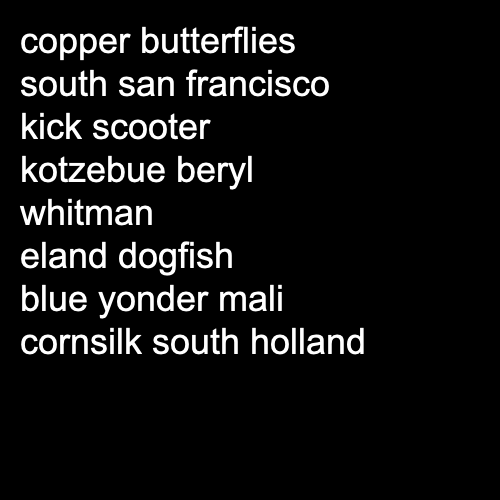 copper butterflies
south san francisco
kick scooter
kotzebue beryl
whitman
eland dogfish
blue yonder mali
cornsilk south holland